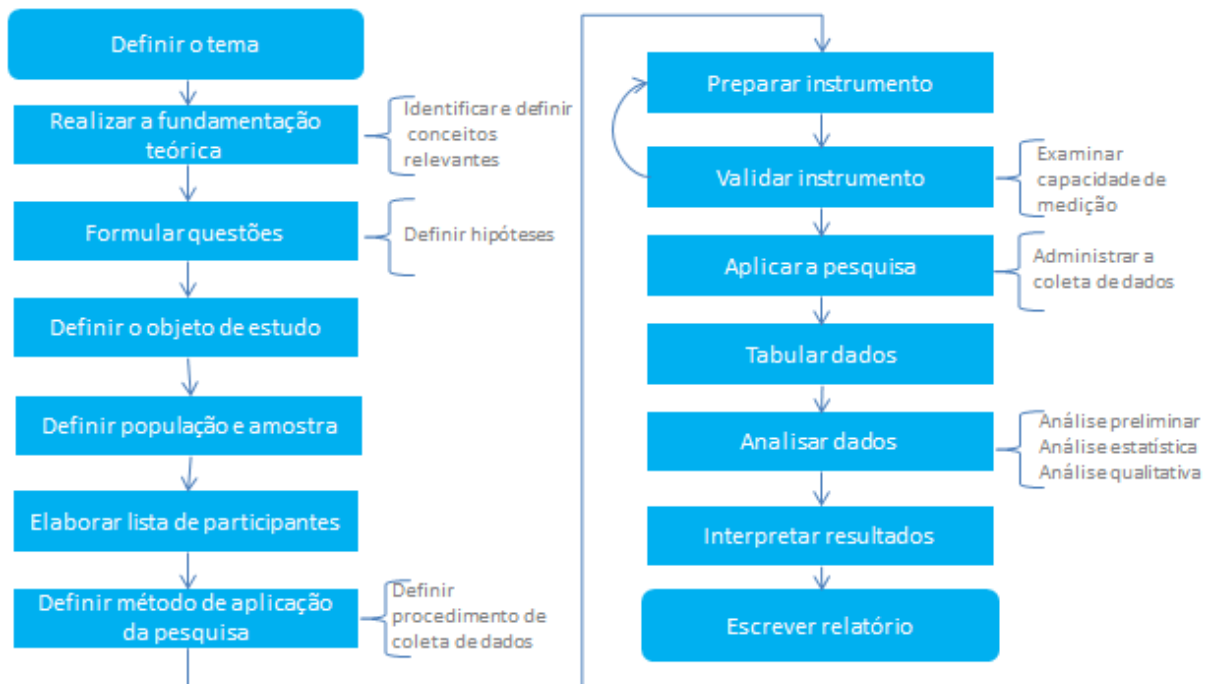 Definir o tema
Realizar a fundamentação
teórica
Identificar e definir
conceitos
relevantes
Formular questões
Definir hipóteses
Definir o objeto de estudo
Definir população e amostra
Elaborar lista de participantes
Definir método de aplicação
da pesquisa
Definir
procedimento de
coleta de dados
Preparar instrumento
Validar instrumento
Examinar
capacidade de
medição
Aplicar a pesquisa
Administrar a
coleta de dados
Tabular dados
Analisar dados
Análise preliminar
Análise estatística
Análise qualitativa
Interpretar resultados
Escrever relatório